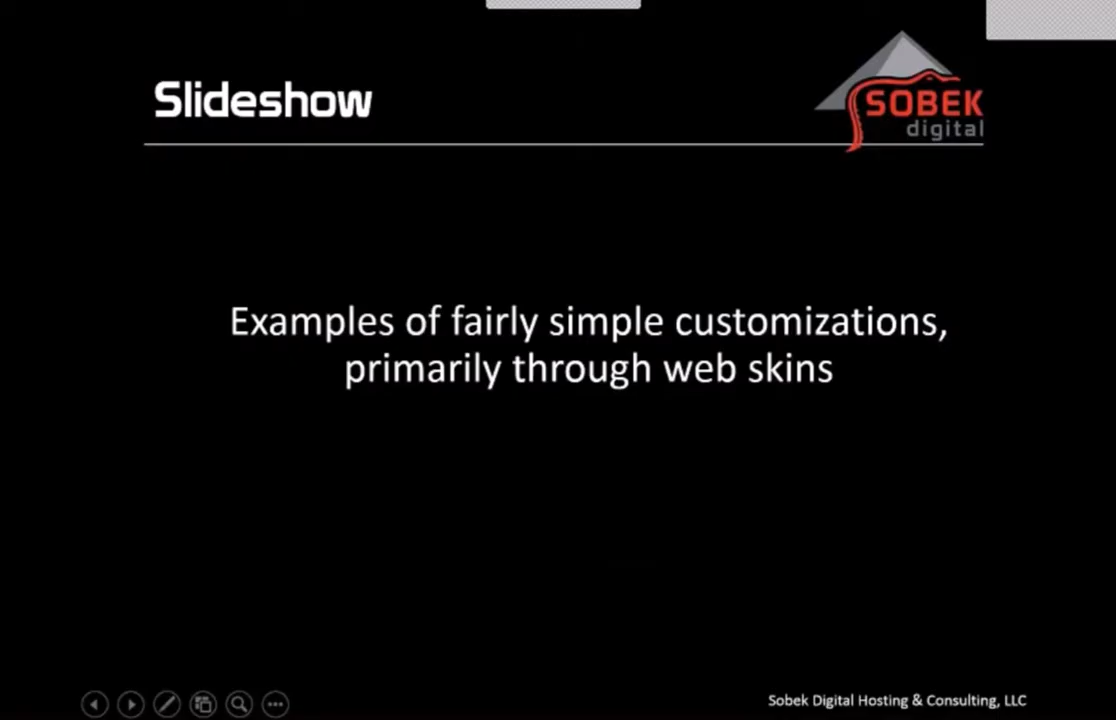 Slideshow
SOBEK
digital
Examples of fairly simple customizations,
primarily through web skins
Sobek Digital Hosting & Consulting, LLC